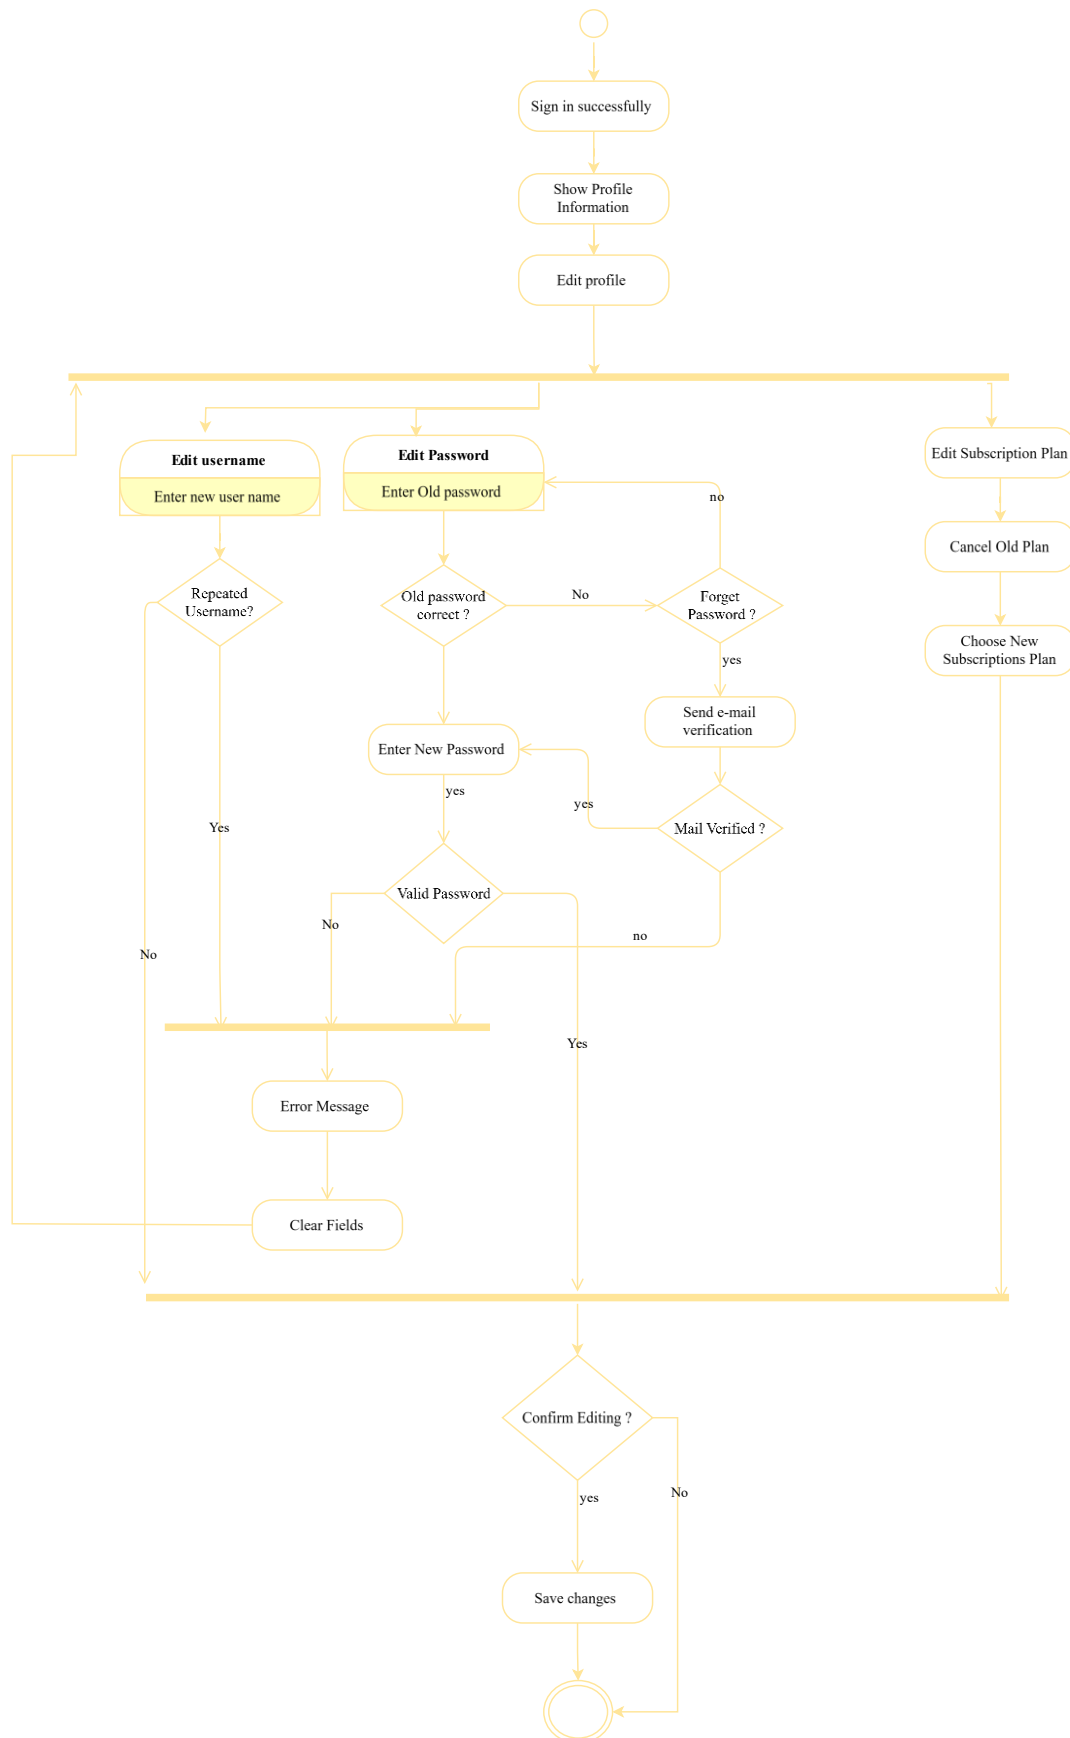 Sign in successfully
Show Profile
Information
Edit profile
Edit username
Enter new user name
Edit Password
Enter Old password
Edit Subscription Plan
no
Cancel Old Plan
Repeated
Username?
Old password
correct ?
No
Forget
Password ?
Choose New
Subscriptions Plan
yes
Send e-mail
verification
Enter New Password
yes
yes
Mail Verified ?
Yes
Valid Password
No
no
No
Yes
Error Message
Clear Fields
Confirm Editing ?
yes
No
Save changes